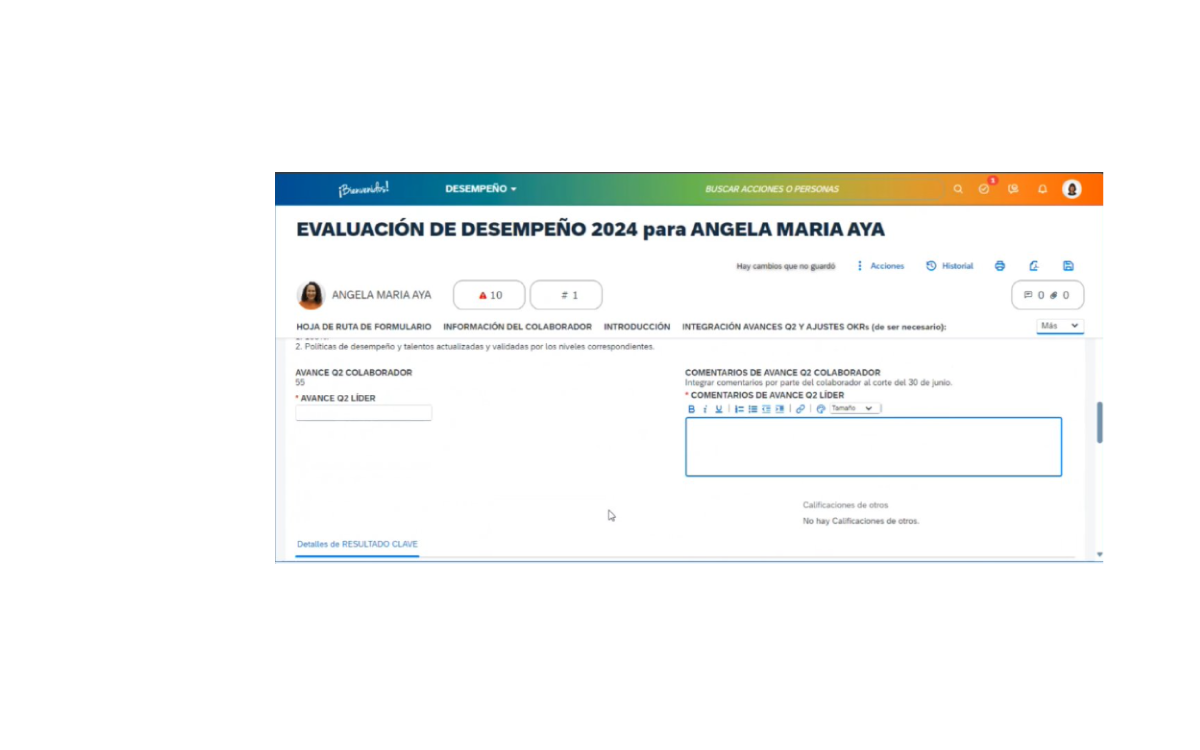 ¡Bienvenidos!
DESEMPEÑO
BUSCAR ACCIONES O PERSONAS
EVALUACIÓN DE DESEMPEÑO 2024 para ANGELA MARIA AYA
Hay cambios que no guardó
Acciones
Historial
ANGELA MARIA AYA
10
# 1
0
0
HOJA DE RUTA DE FORMULARIO
INFORMACIÓN DEL COLABORADOR
INTRODUCCIÓN
INTEGRACIÓN AVANCES Q2 Y AJUSTES OKRs (de ser necesario):
Más
2. Políticas de desempeño y talentos actualizadas y validadas por los niveles correspondientes.
AVANCE Q2 COLABORADOR
55
* AVANCE Q2 LÍDER
COMENTARIOS DE AVANCE Q2 COLABORADOR
Integrar comentarios por parte del colaborador al corte del 30 de junio.
* COMENTARIOS DE AVANCE Q2 LÍDER
B i U Tamaño
Calificaciones de otros
No hay Calificaciones de otros.
Detalles de RESULTADO CLAVE